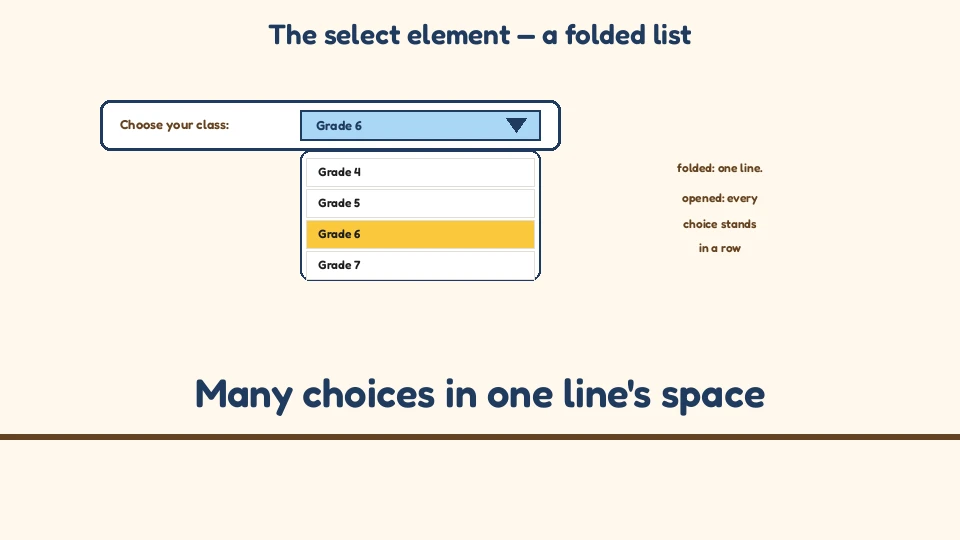 The select element — a folded list
Choose your class:
Grade 6
Grade 4
Grade 5
Grade 6
Grade 7
folded: one line.
opened: every
choice stands
in a row
Many choices in one line's space